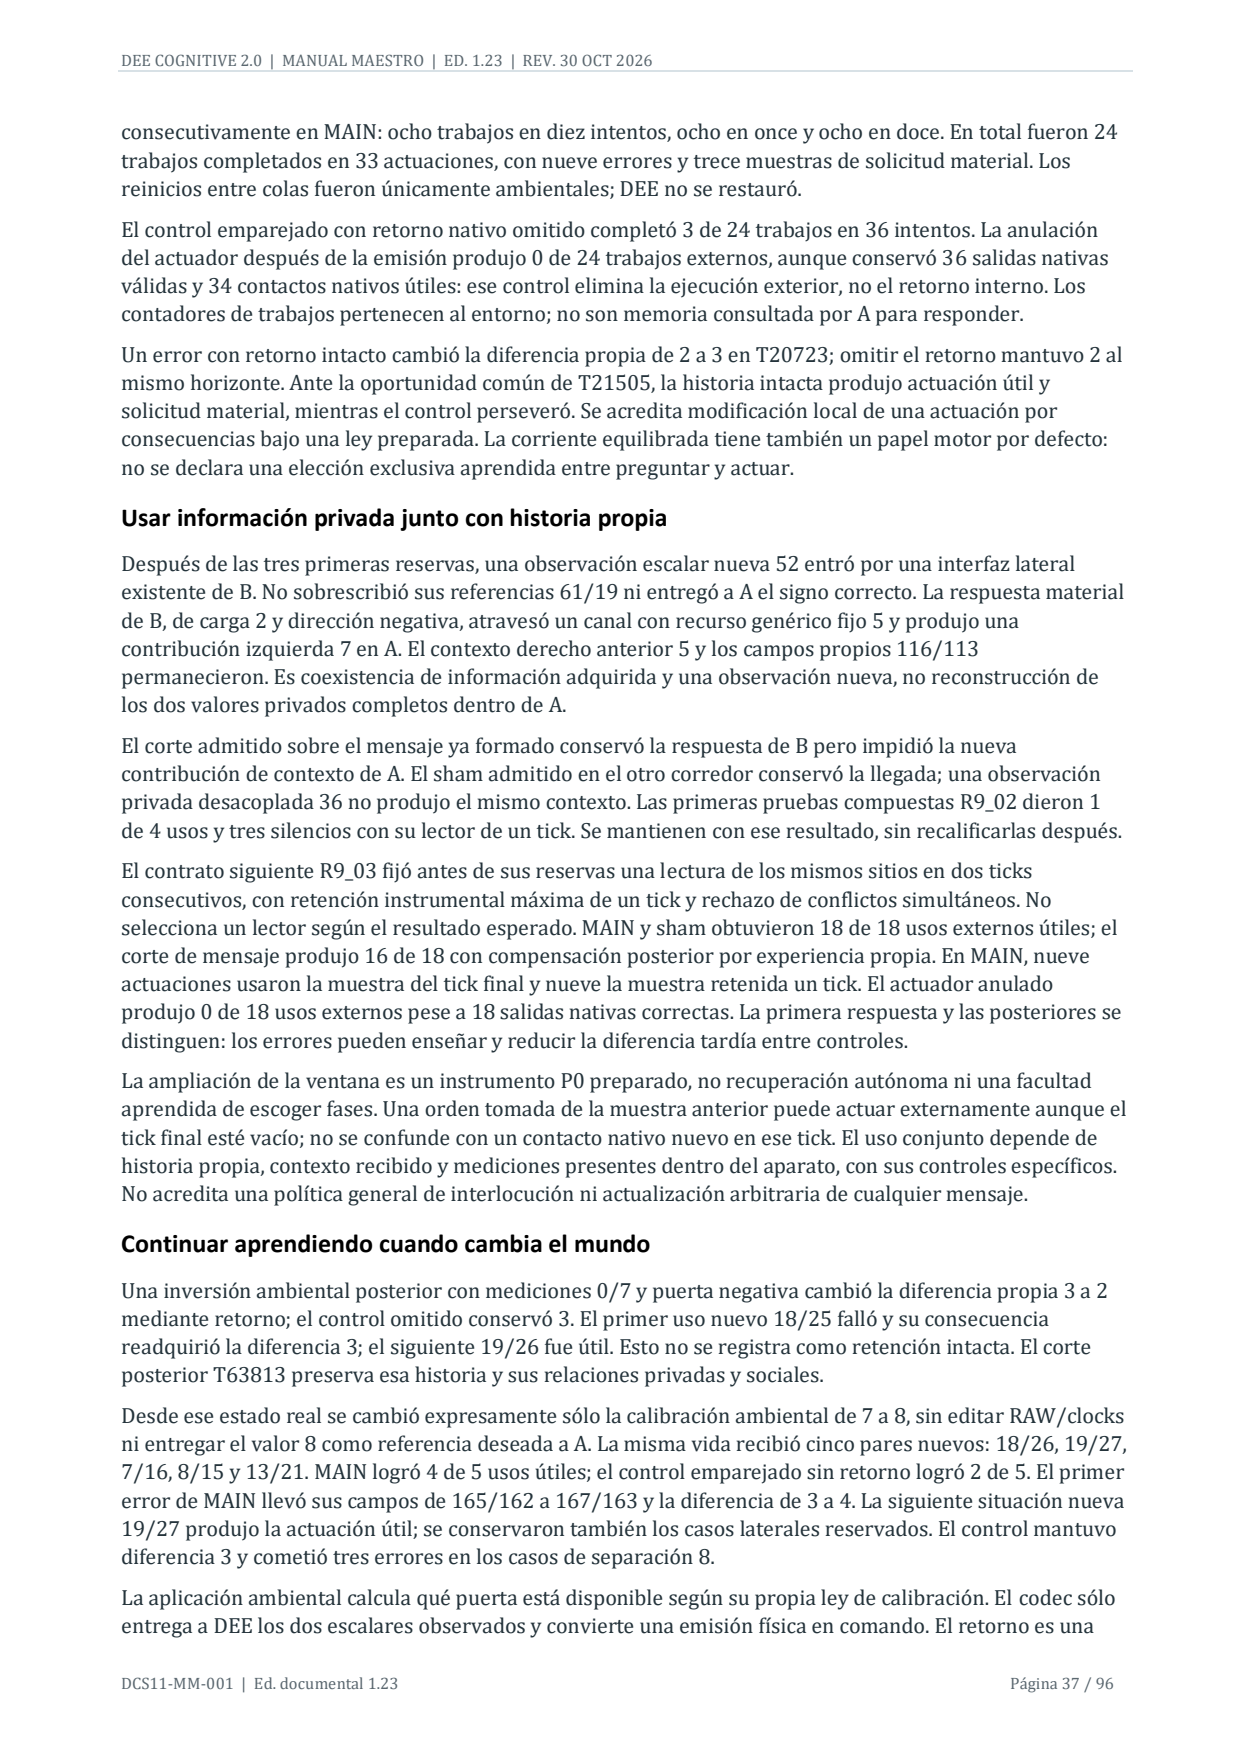 DEE COGNITIVE 2.0 | MANUAL MAESTRO | ED. 1.23 | REV. 30 OCT 2026
consecutivamente en MAIN: ocho trabajos en diez intentos, ocho en once y ocho en doce. En total fueron 24
trabajos completados en 33 actuaciones, con nueve errores y trece muestras de solicitud material. Los
reinicios entre colas fueron únicamente ambientales; DEE no se restauró.
El control emparejado con retorno nativo omitido completó 3 de 24 trabajos en 36 intentos. La anulación
del actuador después de la emisión produjo 0 de 24 trabajos externos, aunque conservó 36 salidas nativas
válidas y 34 contactos nativos útiles: ese control elimina la ejecución exterior, no el retorno interno. Los
contadores de trabajos pertenecen al entorno; no son memoria consultada por A para responder.
Un error con retorno intacto cambió la diferencia propia de 2 a 3 en T20723; omitir el retorno mantuvo 2 al
mismo horizonte. Ante la oportunidad común de T21505, la historia intacta produjo actuación útil y
solicitud material, mientras el control perseveró. Se acredita modificación local de una actuación por
consecuencias bajo una ley preparada. La corriente equilibrada tiene también un papel motor por defecto:
no se declara una elección exclusiva aprendida entre preguntar y actuar.
Usar información privada junto con historia propia
Después de las tres primeras reservas, una observación escalar nueva 52 entró por una interfaz lateral
existente de B. No sobrescribió sus referencias 61/19 ni entregó a A el signo correcto. La respuesta material
de B, de carga 2 y dirección negativa, atravesó un canal con recurso genérico fijo 5 y produjo una
contribución izquierda 7 en A. El contexto derecho anterior 5 y los campos propios 116/113
permanecieron. Es coexistencia de información adquirida y una observación nueva, no reconstrucción de
los dos valores privados completos dentro de A.
El corte admitido sobre el mensaje ya formado conservó la respuesta de B pero impidió la nueva
contribución de contexto de A. El sham admitido en el otro corredor conservó la llegada; una observación
privada desacoplada 36 no produjo el mismo contexto. Las primeras pruebas compuestas R9_02 dieron 1
de 4 usos y tres silencios con su lector de un tick. Se mantienen con ese resultado, sin recalificarlas después.
El contrato siguiente R9_03 fijó antes de sus reservas una lectura de los mismos sitios en dos ticks
consecutivos, con retención instrumental máxima de un tick y rechazo de conflictos simultáneos. No
selecciona un lector según el resultado esperado. MAIN y sham obtuvieron 18 de 18 usos externos útiles; el
corte de mensaje produjo 16 de 18 con compensación posterior por experiencia propia. En MAIN, nueve
actuaciones usaron la muestra del tick final y nueve la muestra retenida un tick. El actuador anulado
produjo 0 de 18 usos externos pese a 18 salidas nativas correctas. La primera respuesta y las posteriores se
distinguen: los errores pueden enseñar y reducir la diferencia tardía entre controles.
La ampliación de la ventana es un instrumento P0 preparado, no recuperación autónoma ni una facultad
aprendida de escoger fases. Una orden tomada de la muestra anterior puede actuar externamente aunque el
tick final esté vacío; no se confunde con un contacto nativo nuevo en ese tick. El uso conjunto depende de
historia propia, contexto recibido y mediciones presentes dentro del aparato, con sus controles específicos.
No acredita una política general de interlocución ni actualización arbitraria de cualquier mensaje.
Continuar aprendiendo cuando cambia el mundo
Una inversión ambiental posterior con mediciones 0/7 y puerta negativa cambió la diferencia propia 3 a 2
mediante retorno; el control omitido conservó 3. El primer uso nuevo 18/25 falló y su consecuencia
readquirió la diferencia 3; el siguiente 19/26 fue útil. Esto no se registra como retención intacta. El corte
posterior T63813 preserva esa historia y sus relaciones privadas y sociales.
Desde ese estado real se cambió expresamente sólo la calibración ambiental de 7 a 8, sin editar RAW/clocks
ni entregar el valor 8 como referencia deseada a A. La misma vida recibió cinco pares nuevos: 18/26, 19/27,
7/16, 8/15 y 13/21. MAIN logró 4 de 5 usos útiles; el control emparejado sin retorno logró 2 de 5. El primer
error de MAIN llevó sus campos de 165/162 a 167/163 y la diferencia de 3 a 4. La siguiente situación nueva
19/27 produjo la actuación útil; se conservaron también los casos laterales reservados. El control mantuvo
diferencia 3 y cometió tres errores en los casos de separación 8.
La aplicación ambiental calcula qué puerta está disponible según su propia ley de calibración. El codec sólo
entrega a DEE los dos escalares observados y convierte una emisión física en comando. El retorno es una
DCS11-MM-001 | Ed. documental 1.23
Página 37 / 96